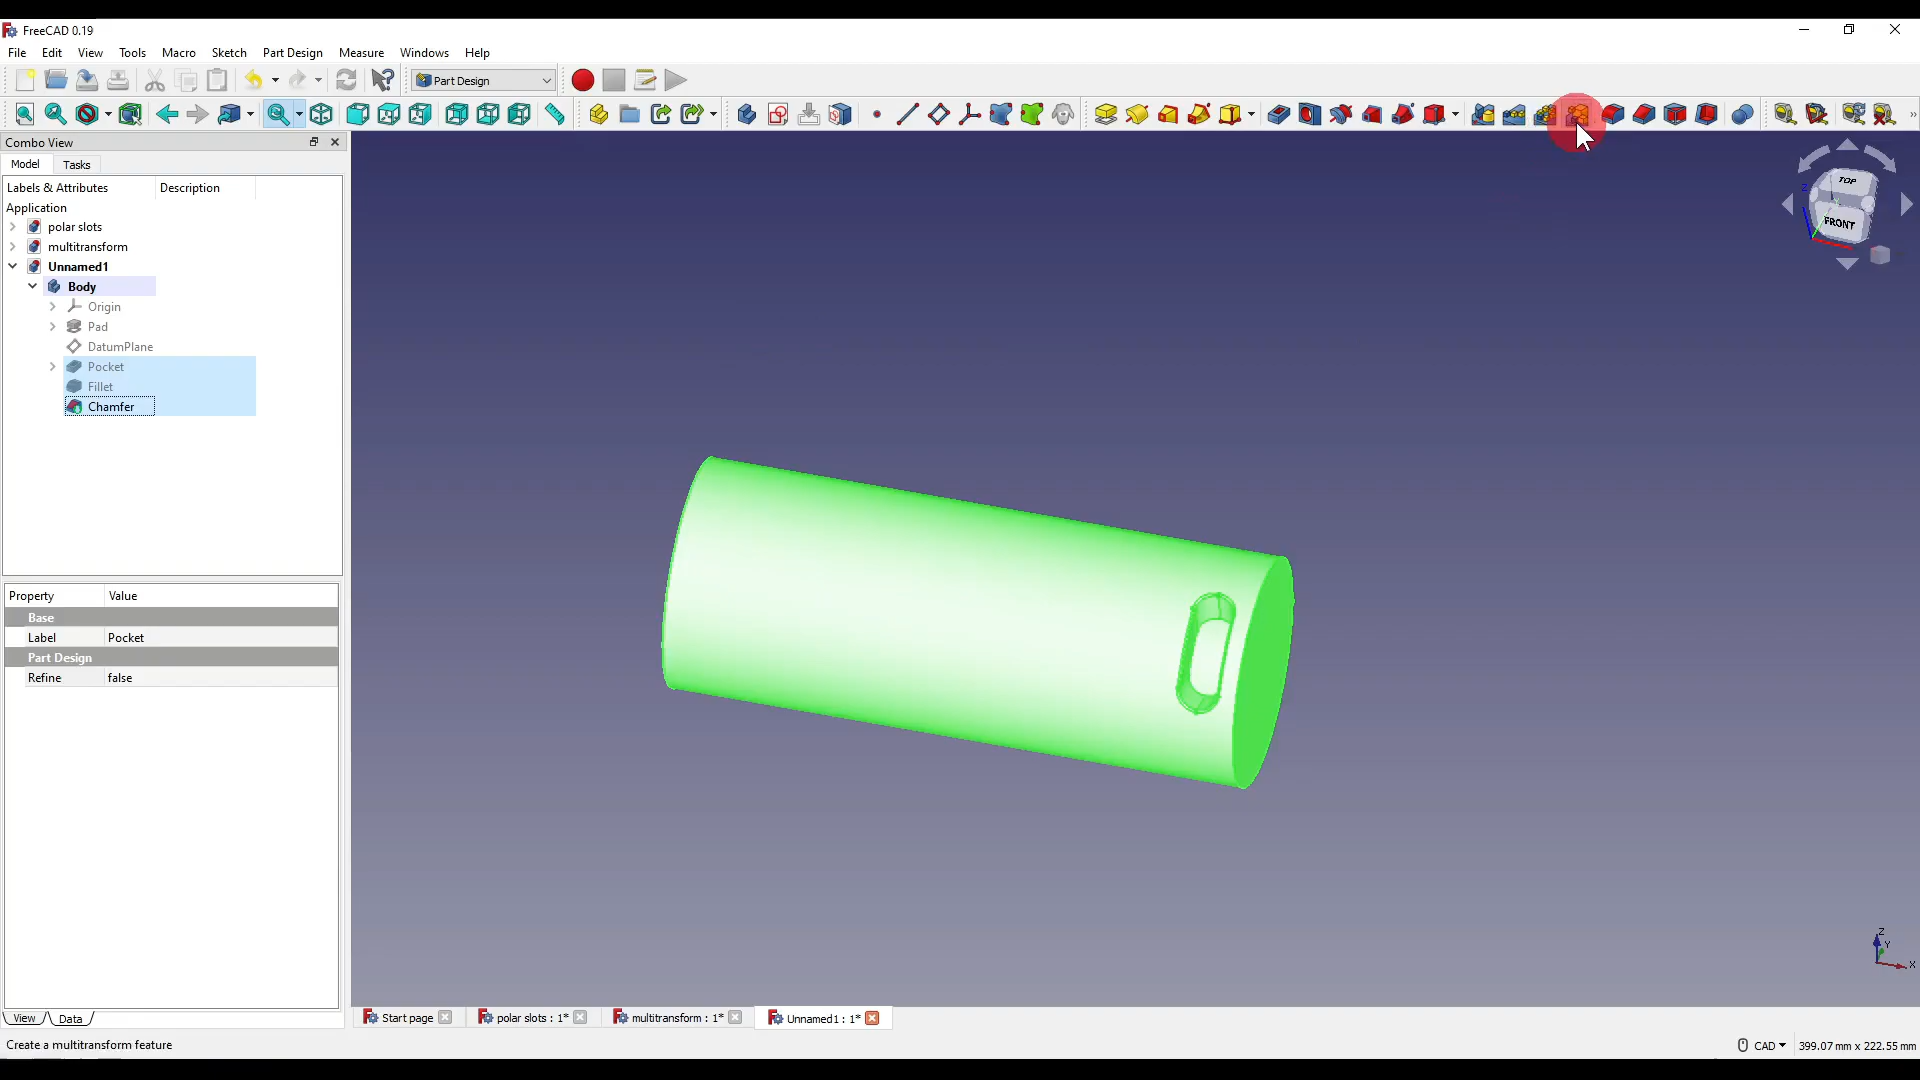 FreeCAD 0.19
File Edit View Tools Macro Sketch Part Design Measure Windows Help
Part Design
Combo View
Model Tasks
Labels & Attributes Description
Application
polar slots
multitransform
Unnamed1
Body
Origin
Pad
DatumPlane
Pocket
Fillet
Chamfer
TOP
FRONT
Z
Property Value
Base
Label Pocket
Part Design
Refine false
Z
Y
X
View Data
Start page polar slots : 1* multitransform : 1* Unnamed1 : 1*
Create a multitransform feature CAD 399.07 mm x 222.55 mm